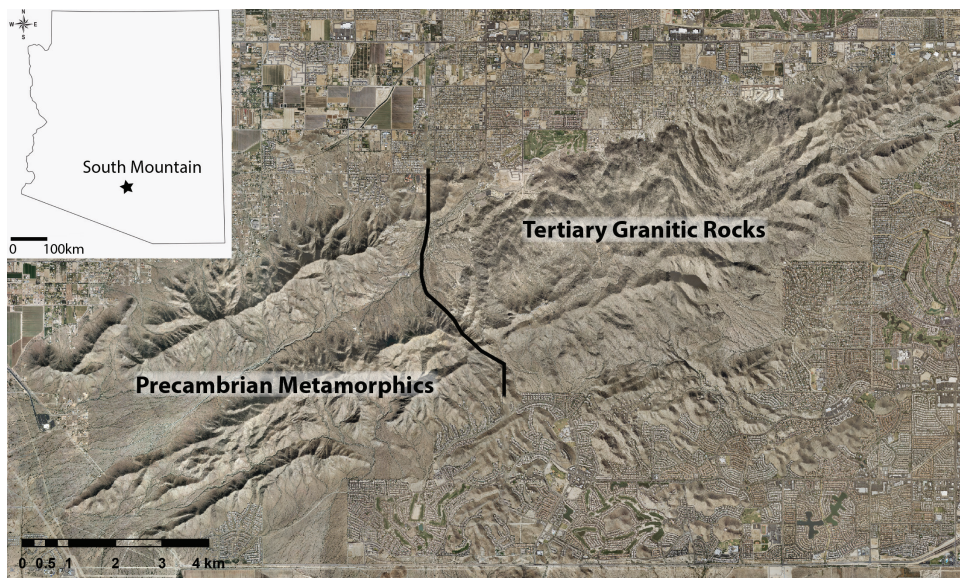 N
W E
S
South Mountain
0 100km
Tertiary Granitic Rocks
Precambrian Metamorphics
0 0.5 1 2 3 4 km